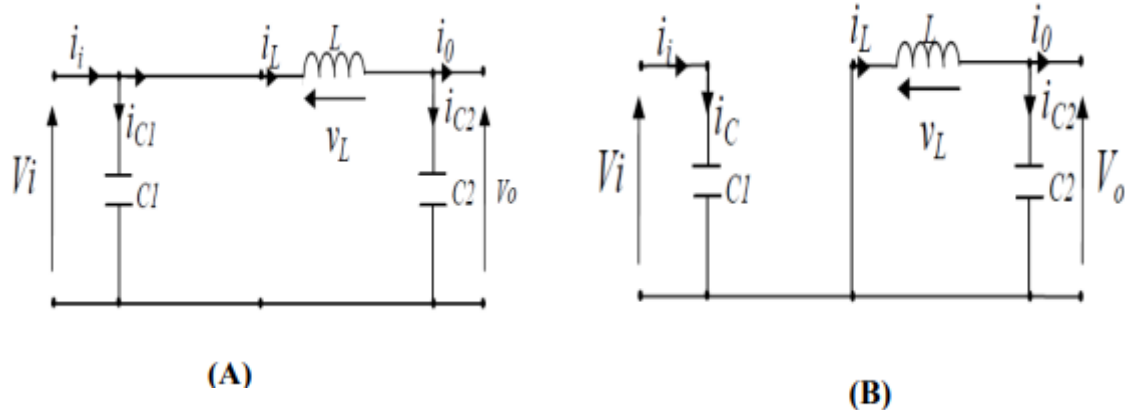 i_i i_L L i_0
i_C1 v_L i_C2
Vi C1 C2 Vo
(A)
i_i i_L L i_0
i_C v_L i_C2
Vi C1 C2 V_o
(B)